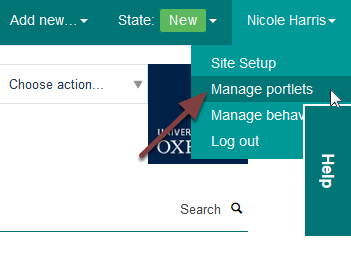 Add new... State: New Nicole Harris
Site Setup
Choose action...
Manage portlets
Manage behav
UNIVER
OXF
Log out
Help
Search